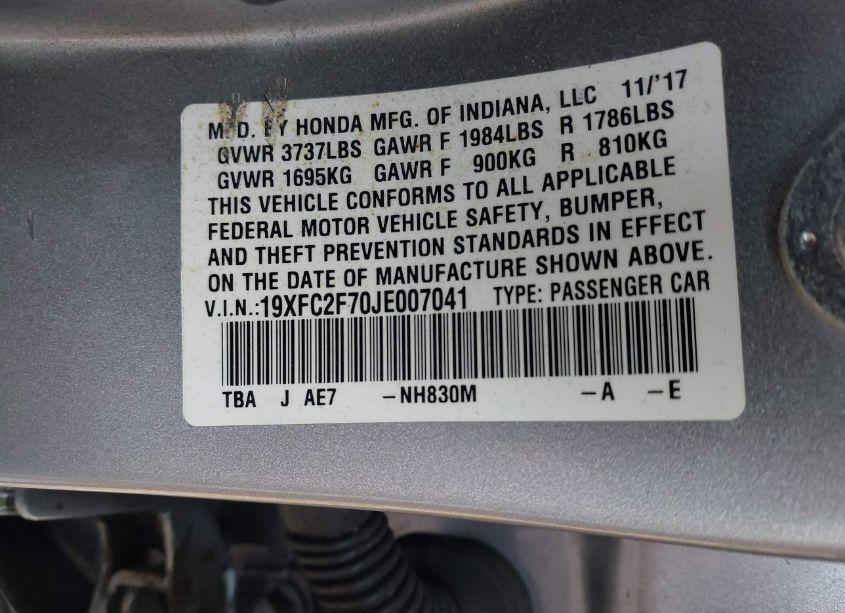 MFD. BY HONDA MFG. OF INDIANA, LLC 11/'17
GVWR 3737LBS GAWR F 1984LBS R 1786LBS
GVWR 1695KG GAWR F 900KG R 810KG
THIS VEHICLE CONFORMS TO ALL APPLICABLE
FEDERAL MOTOR VEHICLE SAFETY, BUMPER,
AND THEFT PREVENTION STANDARDS IN EFFECT
ON THE DATE OF MANUFACTURE SHOWN ABOVE.
V.I.N.:19XFC2F70JE007041 TYPE: PASSENGER CAR
TBA J AE7 -NH830M -A -E